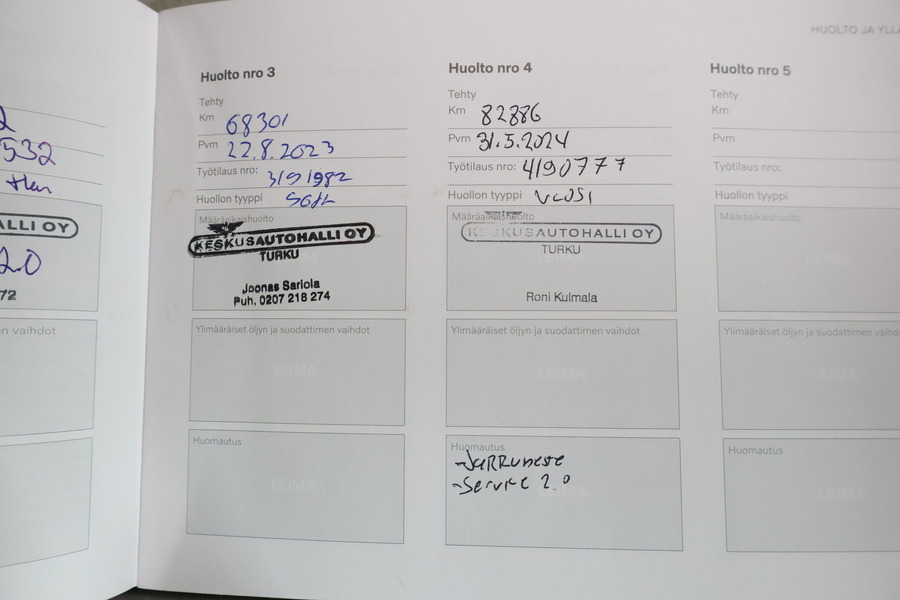 HUOLTO JA YLLÄ
532
ALLI OY
2.0
72
n vaihdot
Huolto nro 3
Tehty
Km 68301
Pvm 22.8.2023
Työtilaus nro: 3191992
Huollon tyyppi
Määräaikaishuolto
KESKUSAUTOHALLI OY
TURKU
Joonas Sariola
Puh, 0207 218 274
Ylimääräiset öljyn ja suodattimen vaihdot
LEIMA
Huomautus
LEIMA
Huolto nro 4
Tehty
Km 82886
Pvm 31.5.2024
Työtilaus nro: 4190777
Huollon tyyppi VUOSI
Määräaikaishuolto
KESKUSAUTOHALLI OY
TURKU
Roni Kulmala
Ylimääräiset öljyn ja suodattimen vaihdot
LEIMA
Huomautus
-JARRUNESTE
-Service 2.0
Huolto nro 5
Tehty
Km
Pvm
Työtilaus nro:
Huollon tyyppi
Määräaikaishuolto
LEIMA
Ylimääräiset öljyn ja suodattimen vaihdo
LEIMA
Huomautus
LEIMA